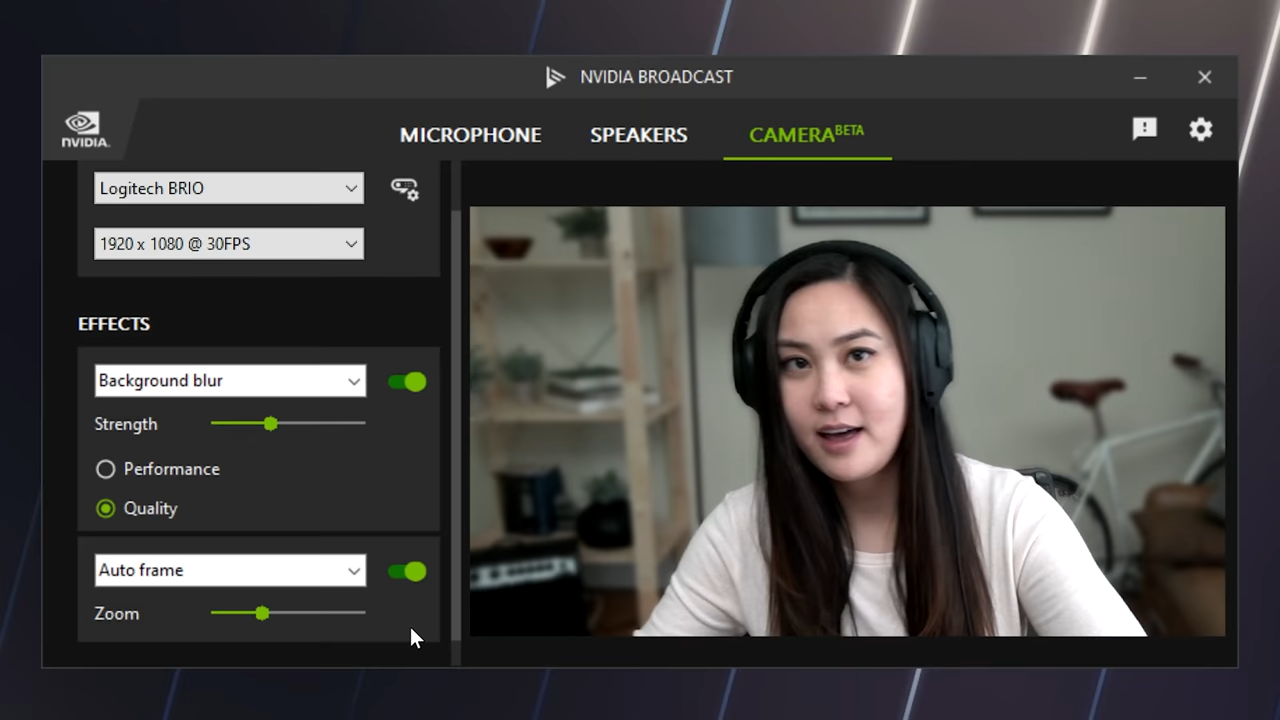 NVIDIA BROADCAST
NVIDIA.
MICROPHONE
SPEAKERS
CAMERA BETA
Logitech BRIO
1920 x 1080 @ 30FPS
EFFECTS
Background blur
Strength
Performance
Quality
Auto frame
Zoom